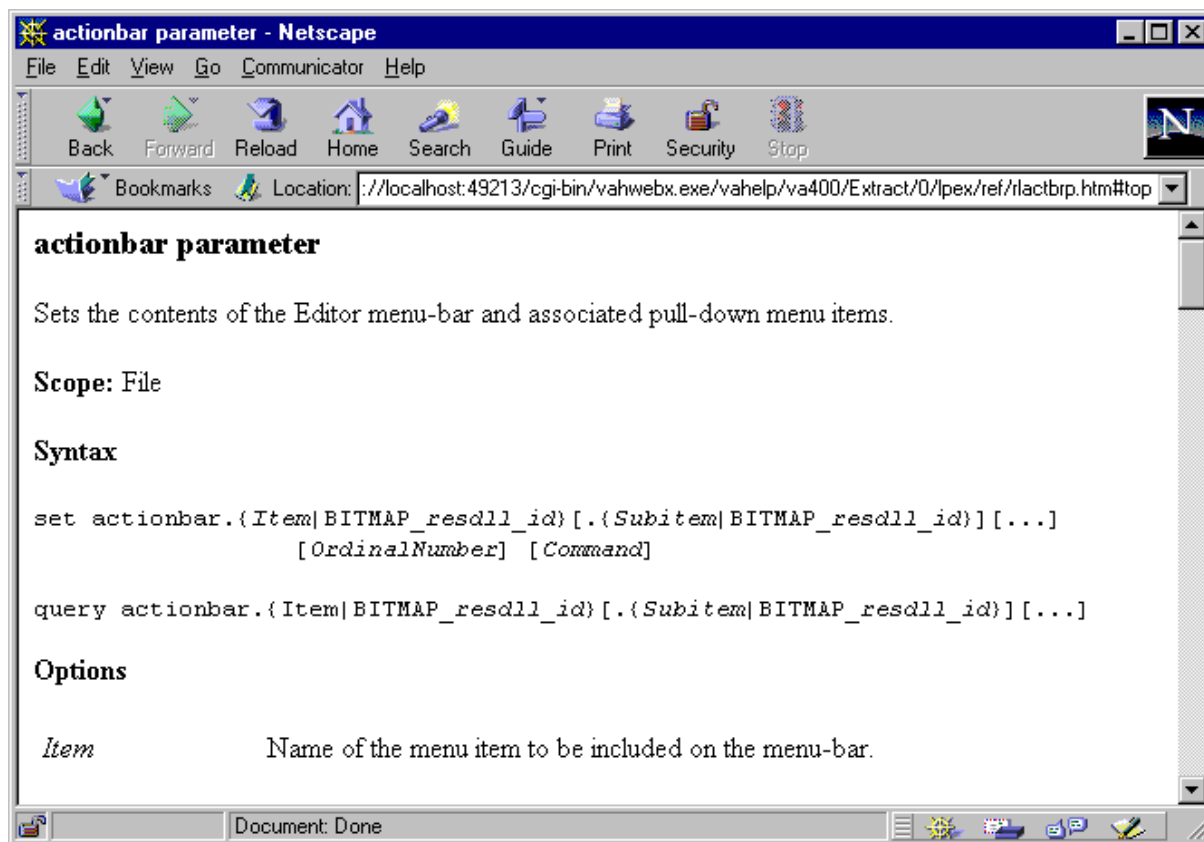 actionbar parameter - Netscape
File Edit View Go Communicator Help
Back Forward Reload Home Search Guide Print Security Stop
N
Bookmarks Location: ://localhost:49213/cgi-bin/vahwebx.exe/vahelp/va400/Extract/0/lpex/ref/rlactbrp.htm#top
actionbar parameter
Sets the contents of the Editor menu-bar and associated pull-down menu items.
Scope: File
Syntax
set actionbar.{Item|BITMAP_resdll_id}[.{Subitem|BITMAP_resdll_id}][...]
[OrdinalNumber] [Command]
query actionbar.{Item|BITMAP_resdll_id}[.{Subitem|BITMAP_resdll_id}][...]
Options
Item Name of the menu item to be included on the menu-bar.
Document: Done